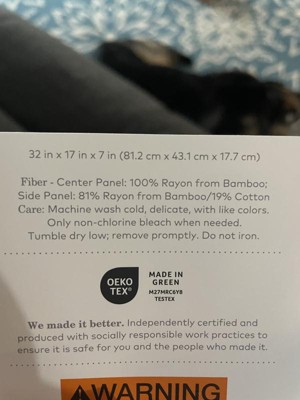 32 in x 17 in x 7 in (81.2 cm x 43.1 cm x 17.7 cm)
Fiber - Center Panel: 100% Rayon from Bamboo;
Side Panel: 81% Rayon from Bamboo/19% Cotton
Care: Machine wash cold, delicate, with like colors.
Only non-chlorine bleach when needed.
Tumble dry low; remove promptly. Do not iron.
OEKO
TEX®
MADE IN
GREEN
M27MRC6Y8
TESTEX
We made it better. Independently certified and
produced with socially responsible work practices to
ensure it is safe for you and the people who made it.
WARNING